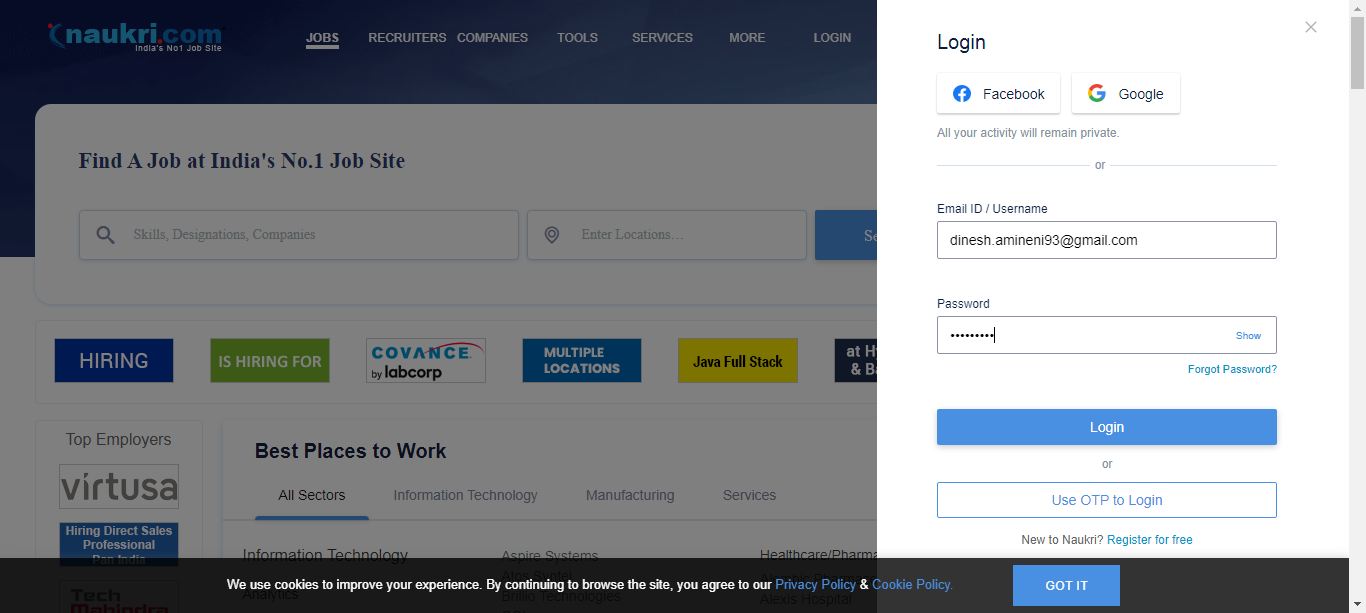 naukri.com
India's No1 Job Site
JOBS RECRUITERS COMPANIES TOOLS SERVICES MORE LOGIN
Find A Job at India's No.1 Job Site
Skills, Designations, Companies
Enter Locations...
Se
HIRING
IS HIRING FOR
COVANCE
by labcorp
MULTIPLE
LOCATIONS
Java Full Stack
at H
& Ba
Top Employers
virtusa
Hiring Direct Sales
Professional
Pan India
Tech
Mahindra
Best Places to Work
All Sectors Information Technology Manufacturing Services
Information Technology
Analytics
Aspire Systems
Brillio Technologies
Healthcare/Pharma
Alexis Hospital
Login
Facebook Google
All your activity will remain private.
or
Email ID / Username
dinesh.amineni93@gmail.com
Password
•••••••••
Show
Forgot Password?
Login
or
Use OTP to Login
New to Naukri? Register for free
We use cookies to improve your experience. By continuing to browse the site, you agree to our Privacy Policy & Cookie Policy.
GOT IT